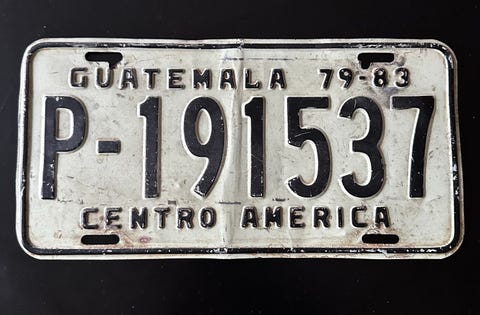 GUATEMALA 79-83
P-191537
CENTRO AMERICA